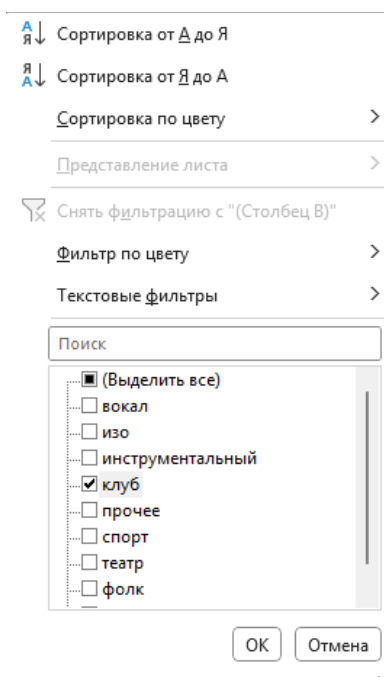 Сортировка от А до Я
Сортировка от Я до А
Сортировка по цвету
Представление листа
Снять фильтрацию с "(Столбец B)"
Фильтр по цвету
Текстовые фильтры
Поиск
(Выделить все)
вокал
изо
инструментальный
клуб
прочее
спорт
театр
фолк
ОК
Отмена